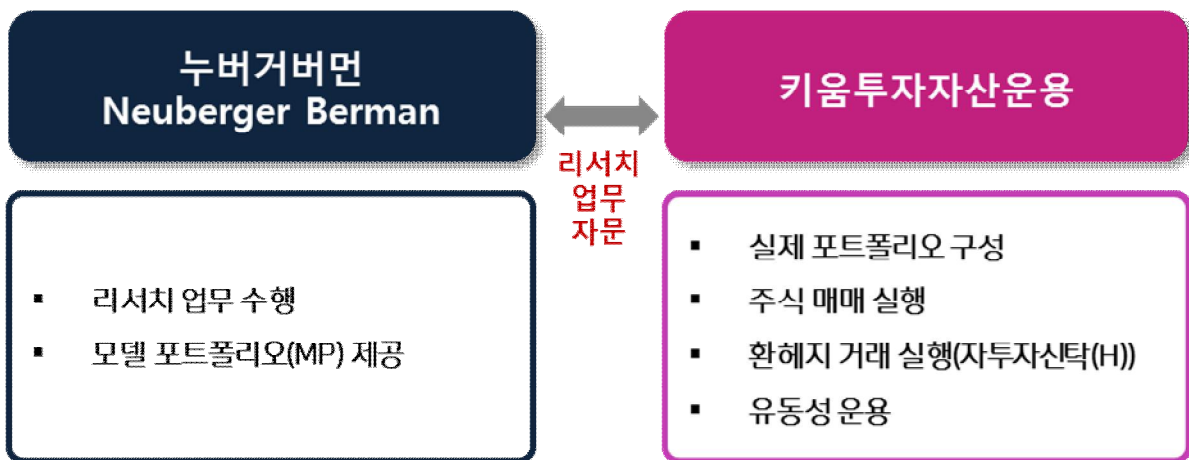 누버거버먼
Neuberger Berman
키움투자자산운용
리서치
업무
자문
▪ 리서치 업무 수행
▪ 모델 포트폴리오(MP) 제공
▪ 실제 포트폴리오 구성
▪ 주식 매매 실행
▪ 환헤지 거래 실행(자투자신탁(H))
▪ 유동성 운용